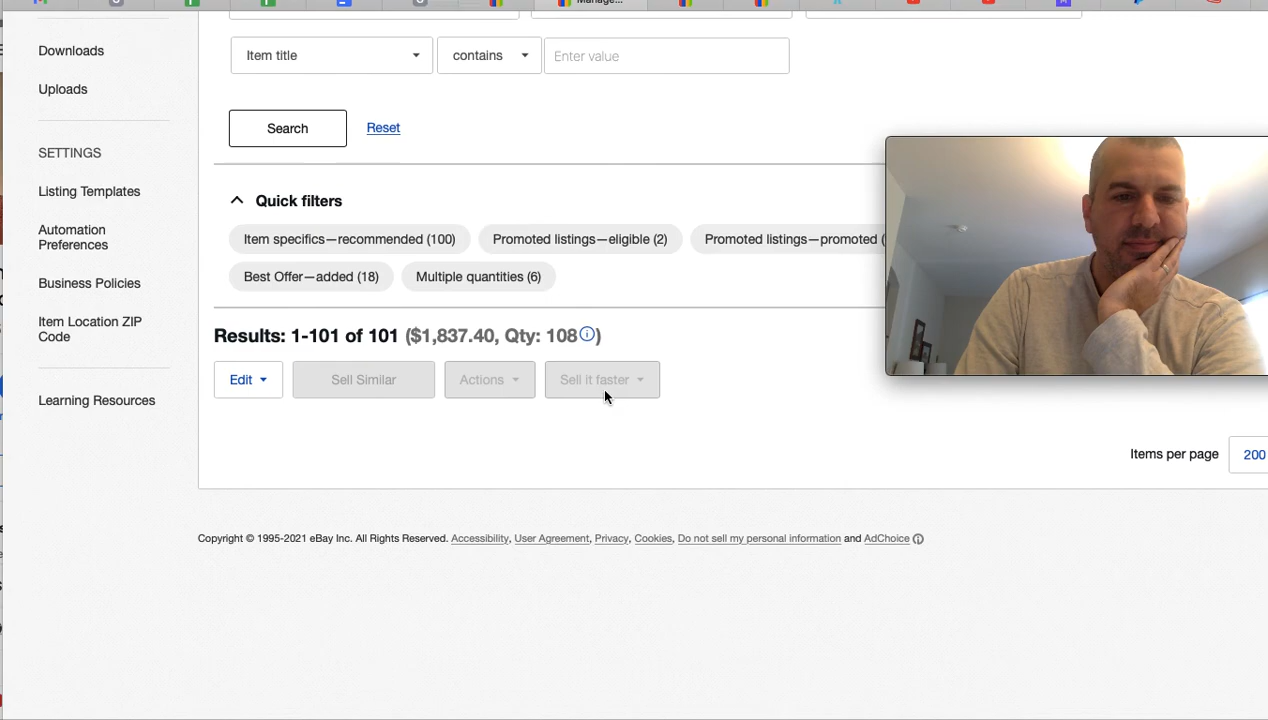 Manage...
Downloads
Item title
contains
Enter value
Uploads
Search
Reset
SETTINGS
Listing Templates
Quick filters
Automation
Preferences
Item specifics—recommended (100)
Promoted listings—eligible (2)
Promoted listings—promoted (
Best Offer—added (18)
Multiple quantities (6)
Business Policies
Item Location ZIP
Code
Results: 1-101 of 101 ($1,837.40, Qty: 108)
Edit
Sell Similar
Actions
Sell it faster
Learning Resources
Items per page
200
Copyright © 1995-2021 eBay Inc. All Rights Reserved. Accessibility, User Agreement, Privacy, Cookies, Do not sell my personal information and AdChoice